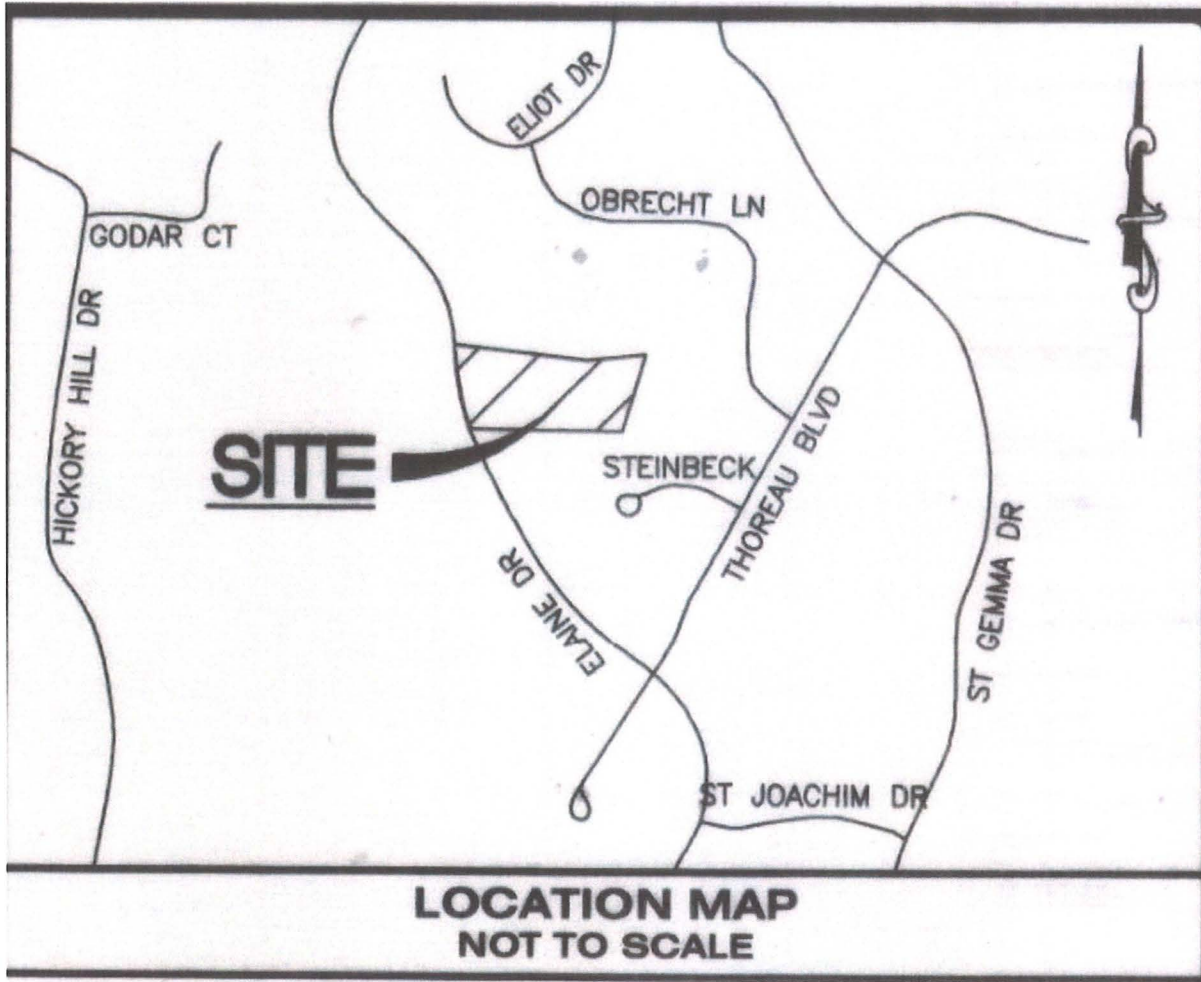 ELIOT DR
OBRECHT LN
GODAR CT
HICKORY HILL DR
SITE
STEINBECK
THOREAU BLVD
ELAINE DR
ST GEMMA DR
ST JOACHIM DR
LOCATION MAP
NOT TO SCALE